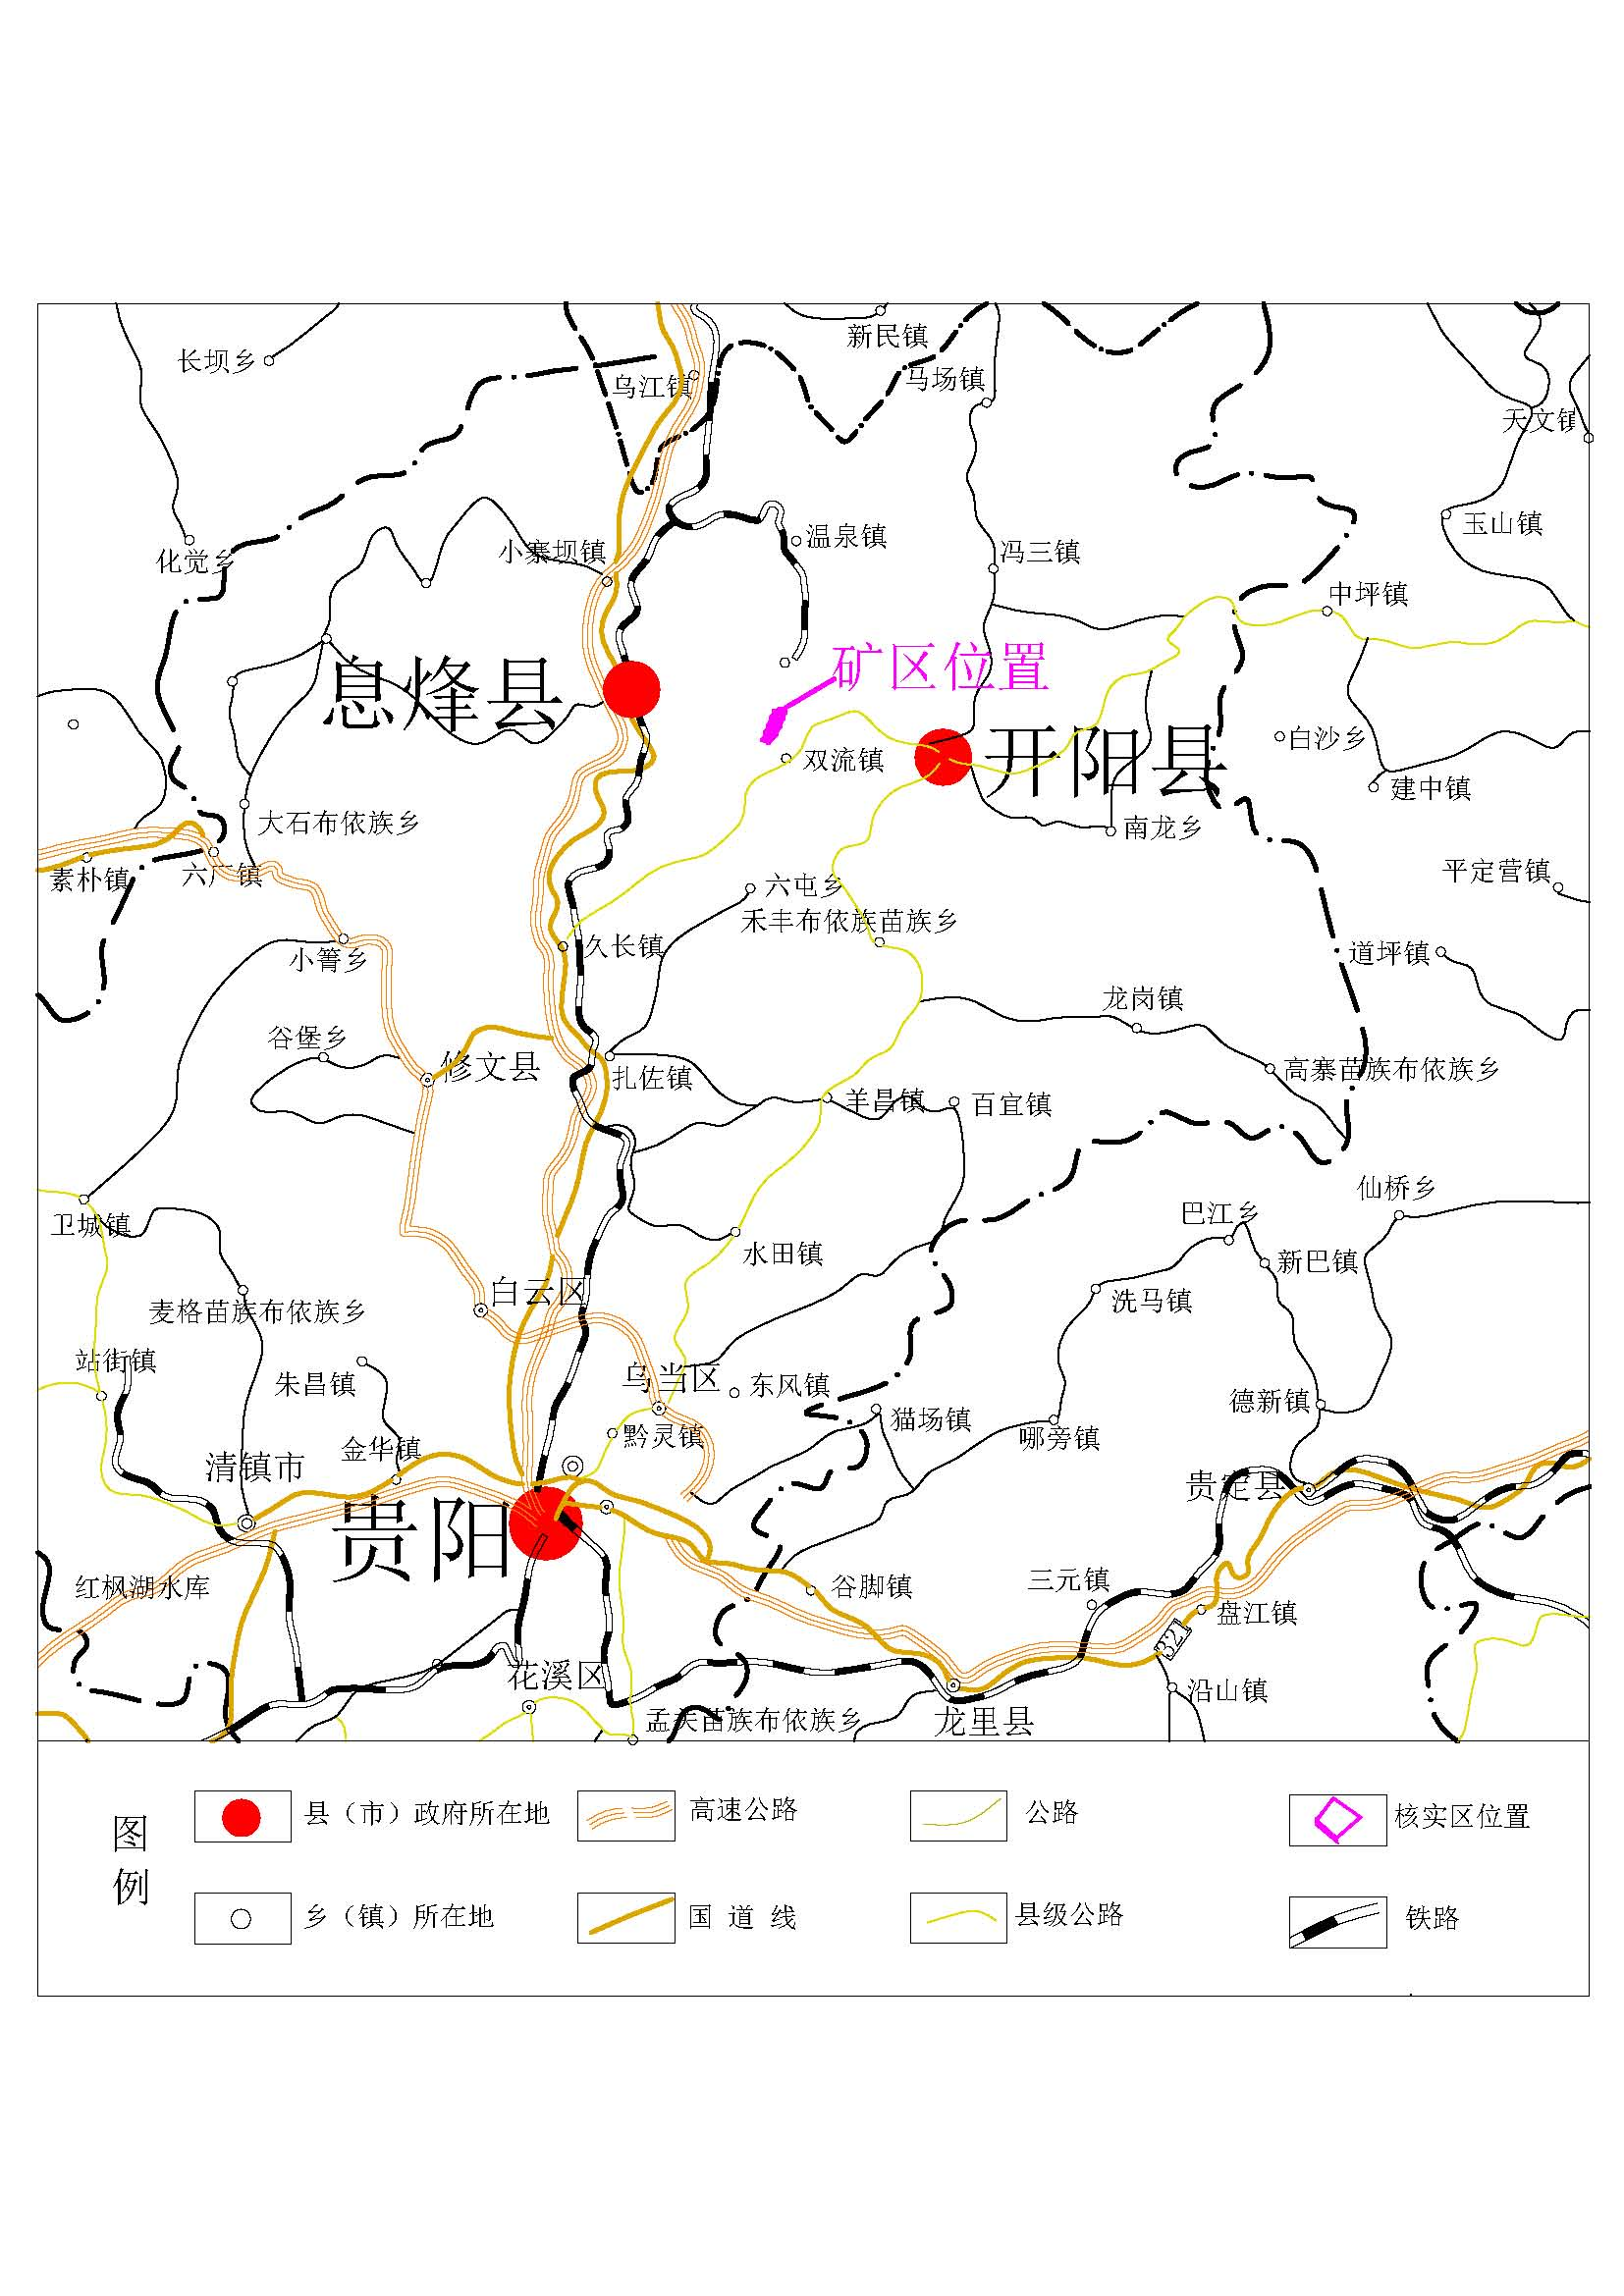 新民镇
长坝乡
乌江镇
马场镇
天文镇
玉山镇
温泉镇
小寨坝镇
冯三镇
化觉乡
中坪镇
矿区位置
息烽县
开阳县
白沙乡
双流镇
建中镇
大石布依族乡
南龙乡
素朴镇
六广镇
平定营镇
六屯乡
禾丰布依族苗族乡
久长镇
道坪镇
小箐乡
龙岗镇
谷堡乡
修文县
扎佐镇
高寨苗族布依族乡
羊昌镇
百宜镇
仙桥乡
巴江乡
卫城镇
水田镇
新巴镇
白云区
洗马镇
麦格苗族布依族乡
站街镇
朱昌镇
乌当区
东风镇
德新镇
猫场镇
黔灵镇
哪旁镇
金华镇
清镇市
贵定县
贵阳
红枫湖水库
谷脚镇
三元镇
盘江镇
321
花溪区
沿山镇
孟关苗族布依族乡
龙里县
图例
县（市）政府所在地
高速公路
公路
核实区位置
乡（镇）所在地
国道线
县级公路
铁路